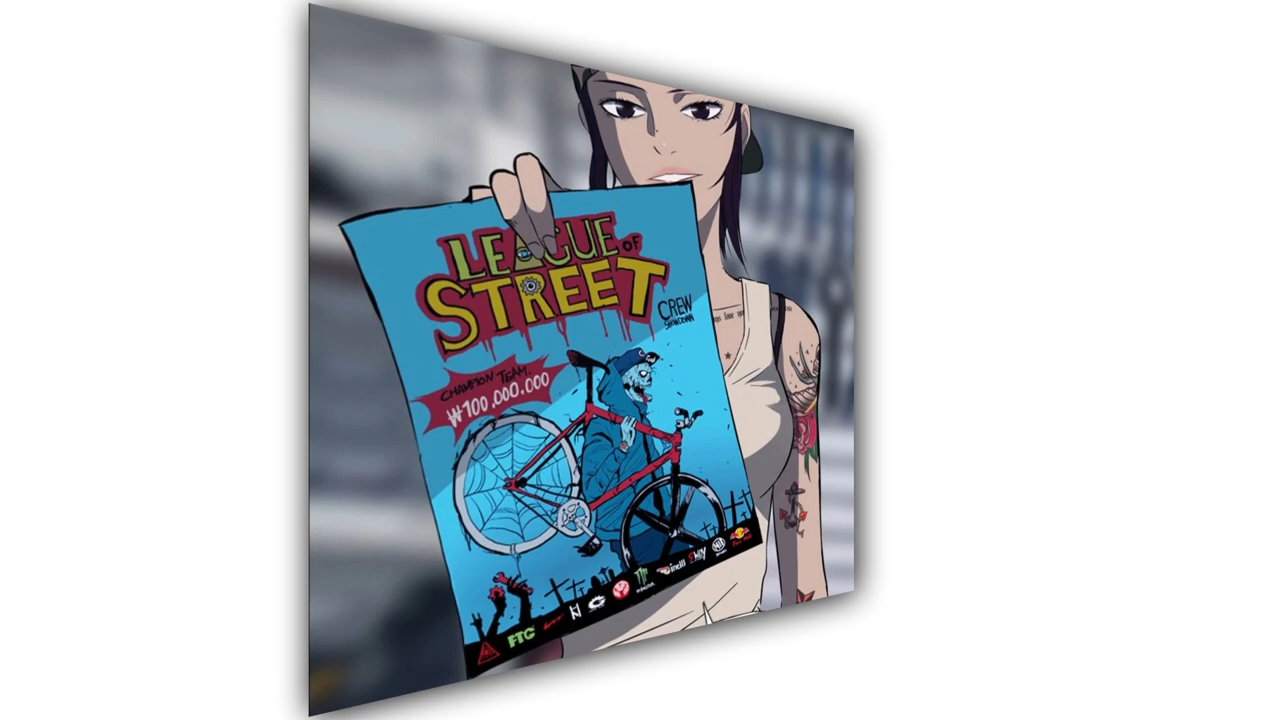 LEAGUE
OF
STREET
CREW
SHOWDOWN
CHAMPION TEAM.
₩100,000,000
FTG